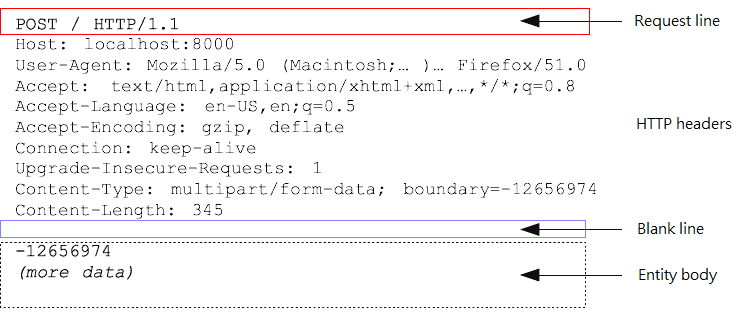 POST / HTTP/1.1
Request line
Host: localhost:8000
User-Agent: Mozilla/5.0 (Macintosh;… )… Firefox/51.0
Accept: text/html,application/xhtml+xml,…,*/*;q=0.8
Accept-Language: en-US,en;q=0.5
Accept-Encoding: gzip, deflate
HTTP headers
Connection: keep-alive
Upgrade-Insecure-Requests: 1
Content-Type: multipart/form-data; boundary=-12656974
Content-Length: 345
Blank line
-12656974
(more data)
Entity body